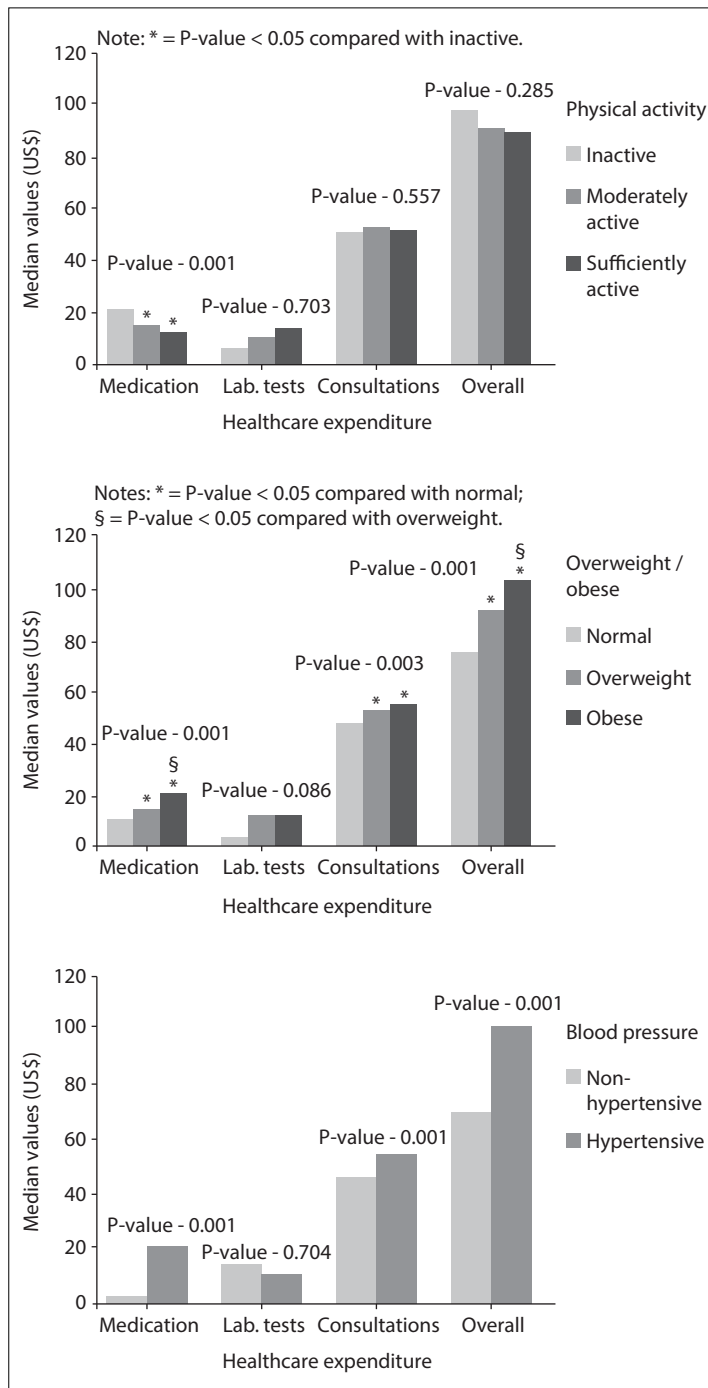 Note: * = P-value < 0.05 compared with inactive.
120
100
80
60
40
20
0
Median values (US$)
P-value - 0.001
* *
P-value - 0.703
P-value - 0.557
P-value - 0.285
Medication Lab. tests Consultations Overall
Healthcare expenditure
Physical activity
Inactive
Moderately
active
Sufficiently
active
Notes: * = P-value < 0.05 compared with normal;
§ = P-value < 0.05 compared with overweight.
120
100
80
60
40
20
0
Median values (US$)
P-value - 0.001
§
* *
P-value - 0.086
P-value - 0.003
* *
P-value - 0.001
§
* *
Medication Lab. tests Consultations Overall
Healthcare expenditure
Overweight /
obese
Normal
Overweight
Obese
120
100
80
60
40
20
0
Median values (US$)
P-value - 0.001
P-value - 0.704
P-value - 0.001
P-value - 0.001
Medication Lab. tests Consultations Overall
Healthcare expenditure
Blood pressure
Non-
hypertensive
Hypertensive